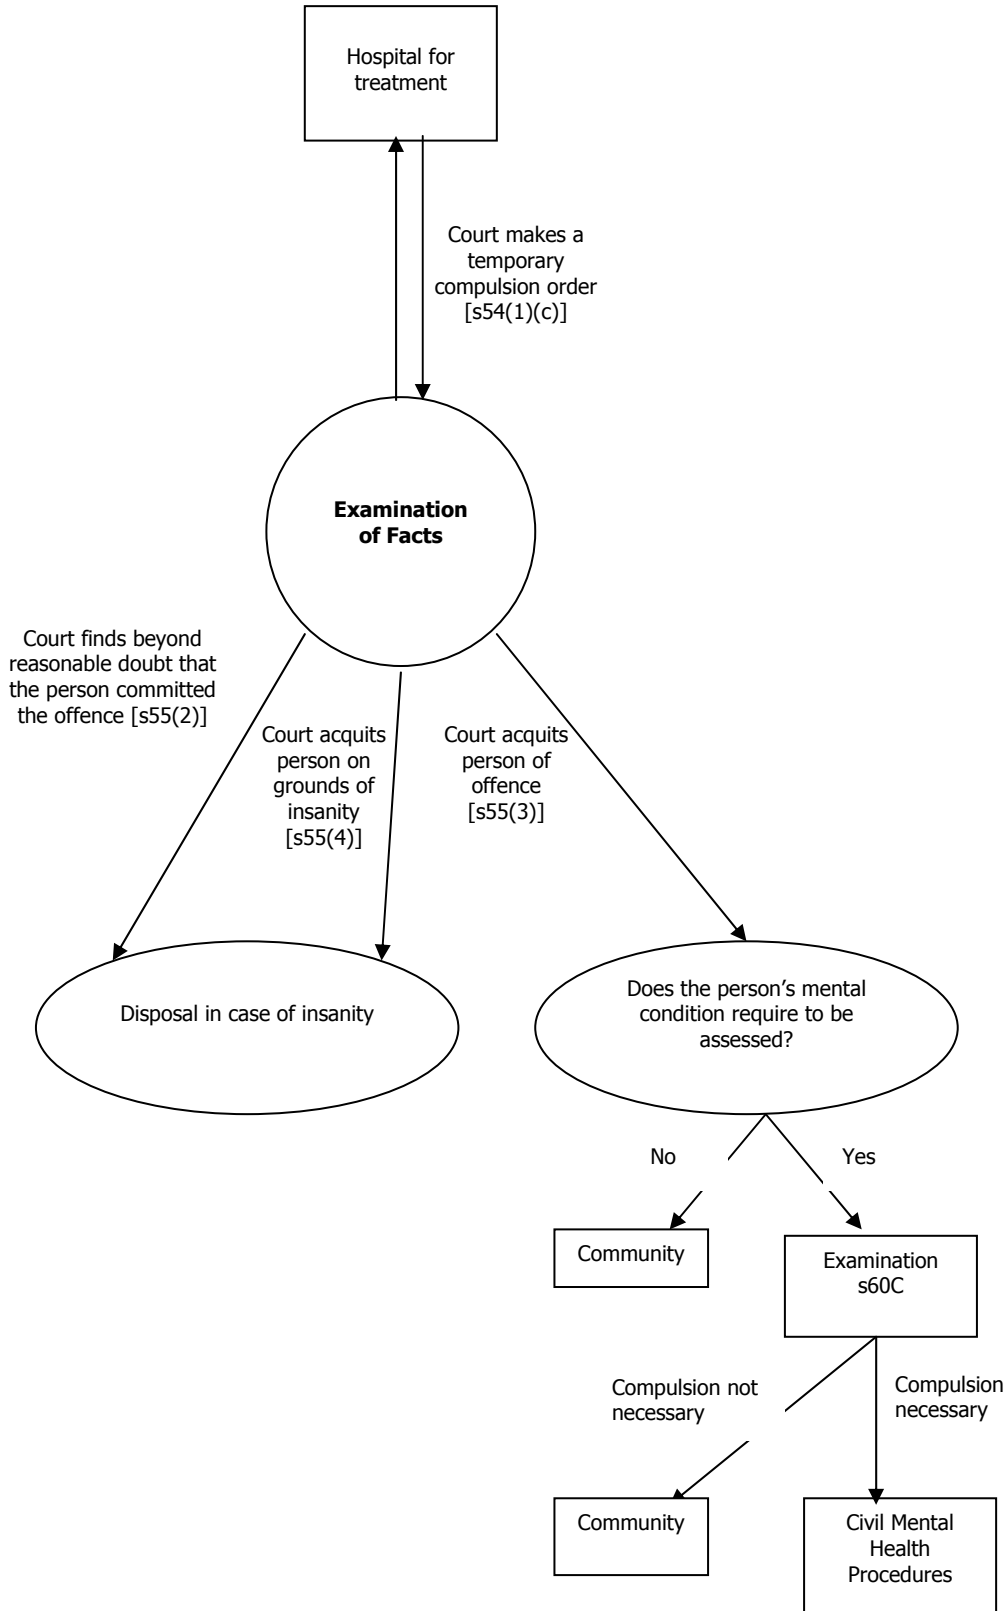 Hospital for
treatment
Court makes a
temporary
compulsion order
[s54(1)(c)]
Examination
of Facts
Court finds beyond
reasonable doubt that
the person committed
the offence [s55(2)]
Court acquits
person on
grounds of
insanity
[s55(4)]
Court acquits
person of
offence
[s55(3)]
Disposal in case of insanity
Does the person’s mental
condition require to be
assessed?
No
Yes
Community
Examination
s60C
Compulsion not
necessary
Compulsion
necessary
Community
Civil Mental
Health
Procedures